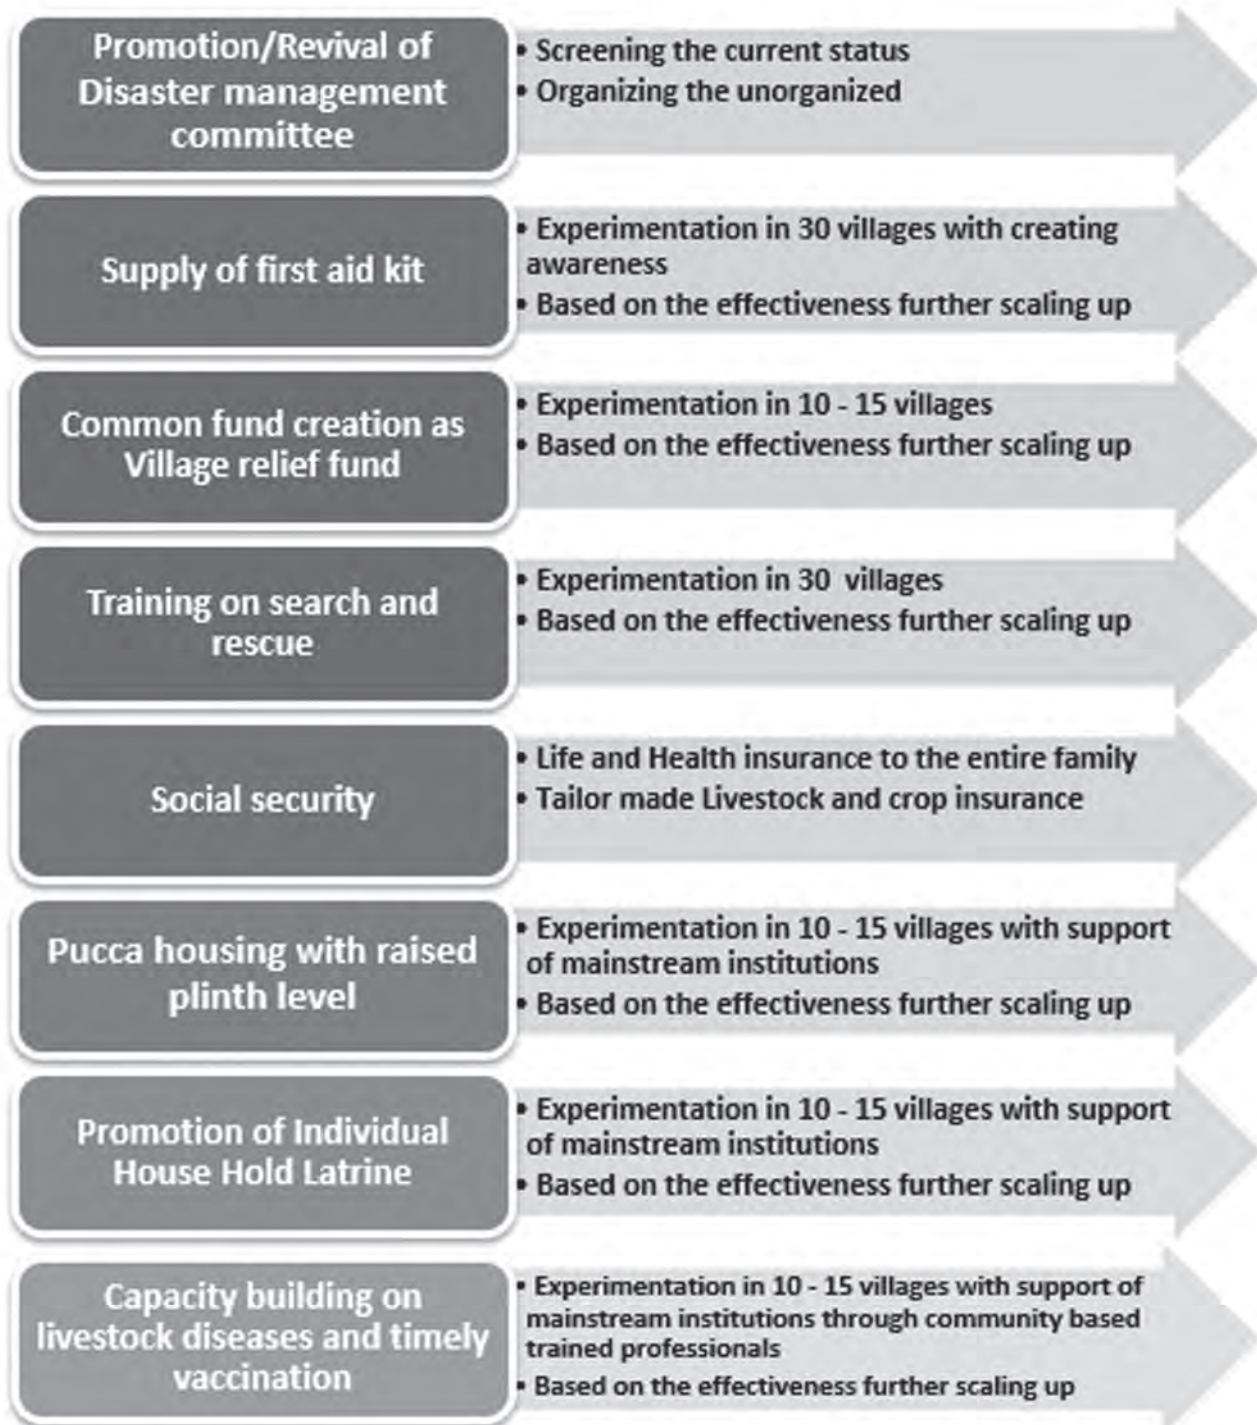 Promotion/Revival of
Disaster management
committee
• Screening the current status
• Organizing the unorganized
Supply of first aid kit
• Experimentation in 30 villages with creating
awareness
• Based on the effectiveness further scaling up
Common fund creation as
Village relief fund
• Experimentation in 10 - 15 villages
• Based on the effectiveness further scaling up
Training on search and
rescue
• Experimentation in 30 villages
• Based on the effectiveness further scaling up
Social security
• Life and Health insurance to the entire family
• Tailor made Livestock and crop insurance
Pucca housing with raised
plinth level
• Experimentation in 10 - 15 villages with support
of mainstream institutions
• Based on the effectiveness further scaling up
Promotion of Individual
House Hold Latrine
• Experimentation in 10 - 15 villages with support
of mainstream institutions
• Based on the effectiveness further scaling up
Capacity building on
livestock diseases and timely
vaccination
• Experimentation in 10 - 15 villages with support of
mainstream institutions through community based
trained professionals
• Based on the effectiveness further scaling up